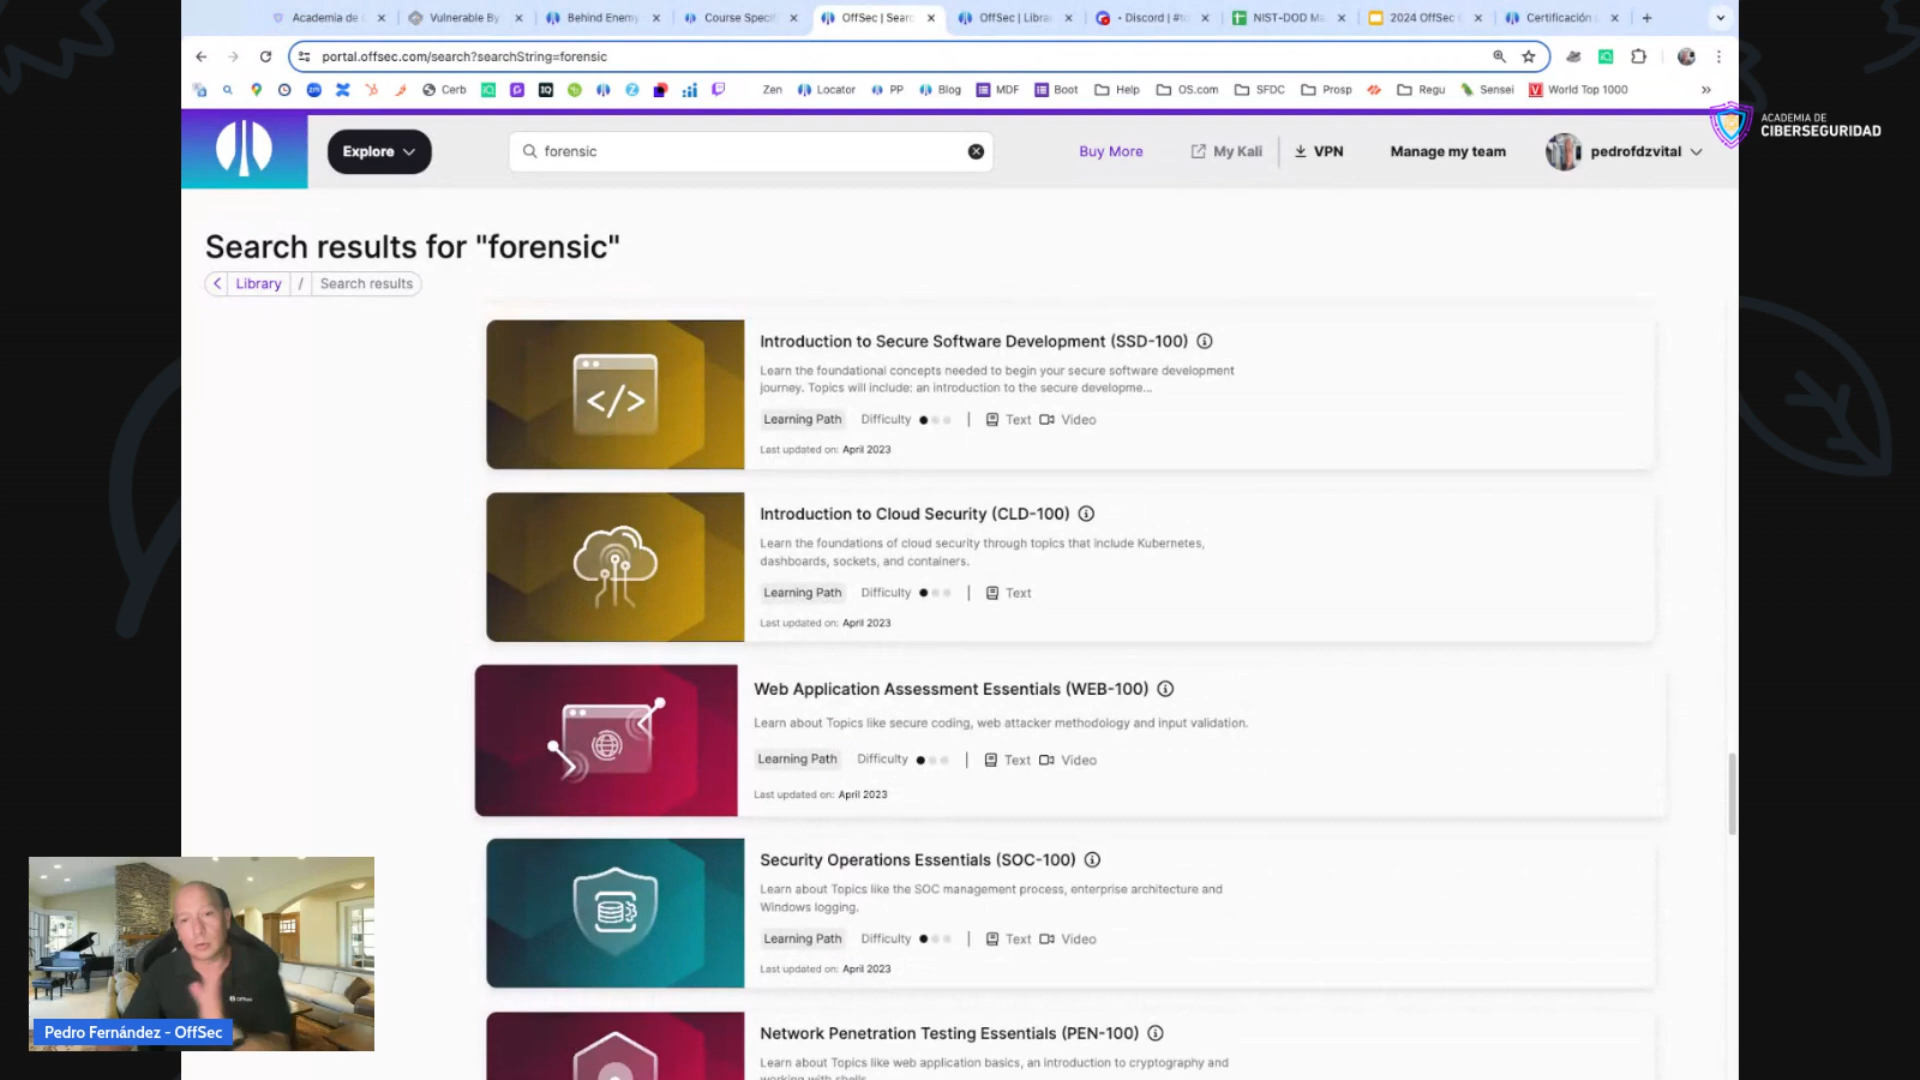 Academia de
Vulnerable By
Behind Enemy
Course Specif
OffSec | Searc
OffSec | Libra
• Discord | #to
NIST-DOD Ma
2024 OffSec
Certificación
portal.offsec.com/search?searchString=forensic
Cerb
Zen
Locator
PP
Blog
MDF
Boot
Help
OS.com
SFDC
Prosp
Regu
Sensei
World Top 1000
ACADEMIA DE
CIBERSEGURIDAD
Explore
forensic
Buy More
My Kali
VPN
Manage my team
pedrofdzvital
Search results for "forensic"
Library / Search results
Introduction to Secure Software Development (SSD-100)
Learn the foundational concepts needed to begin your secure software development
journey. Topics will include: an introduction to the secure developme...
Learning Path Difficulty | Text Video
Last updated on: April 2023
Introduction to Cloud Security (CLD-100)
Learn the foundations of cloud security through topics that include Kubernetes,
dashboards, sockets, and containers.
Learning Path Difficulty | Text
Last updated on: April 2023
Web Application Assessment Essentials (WEB-100)
Learn about Topics like secure coding, web attacker methodology and input validation.
Learning Path Difficulty | Text Video
Last updated on: April 2023
Security Operations Essentials (SOC-100)
Learn about Topics like the SOC management process, enterprise architecture and
Windows logging.
Learning Path Difficulty | Text Video
Last updated on: April 2023
Network Penetration Testing Essentials (PEN-100)
Learn about Topics like web application basics, an introduction to cryptography and
working with shells
OffSec
Pedro Fernández - OffSec